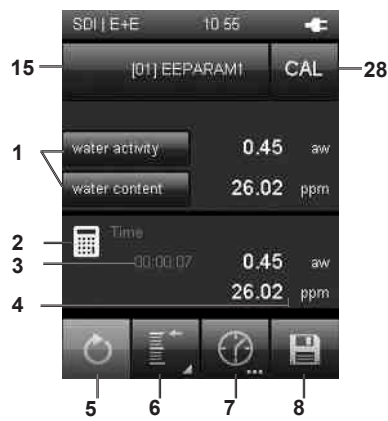 SDI | E+E 10 55
15 [01] EEPARAM1 CAL 28
1 water activity 0.45 aw
water content 26.02 ppm
2 Time
3 00:00:07 0.45 aw
4 26.02 ppm
5 6 7 8